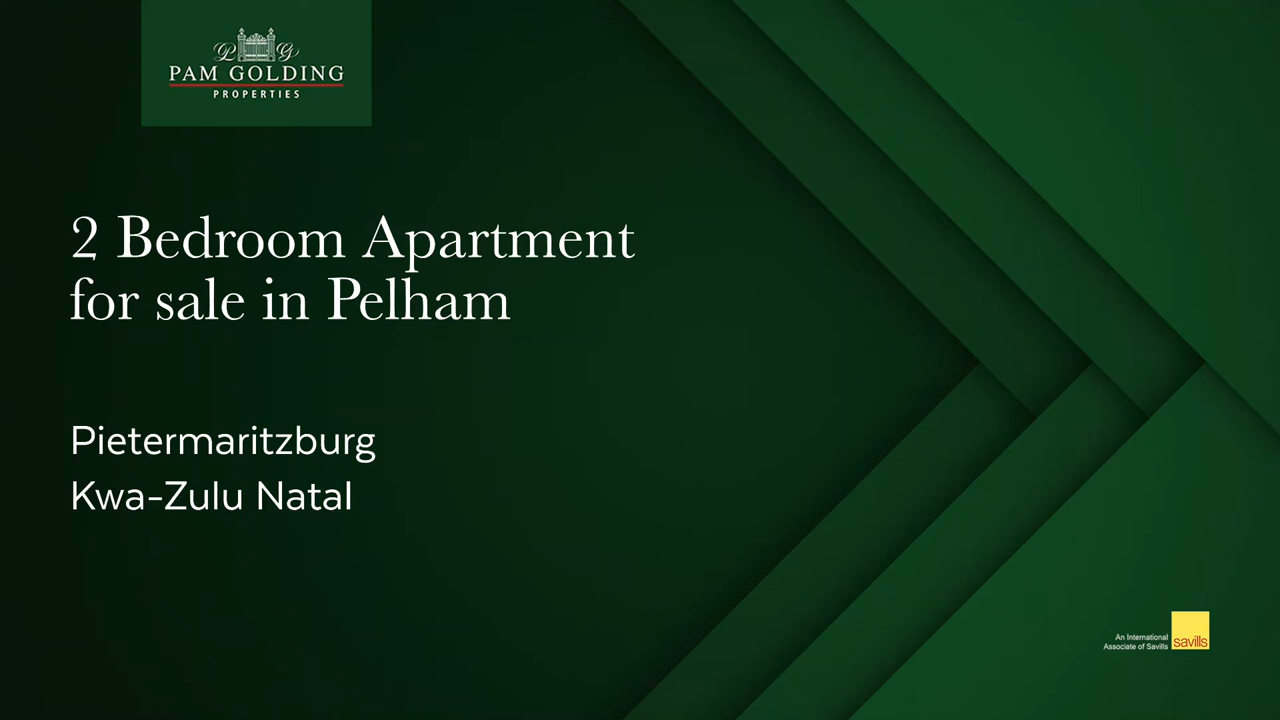 P G
PAM GOLDING
PROPERTIES
2 Bedroom Apartment
for sale in Pelham
Pietermaritzburg
Kwa-Zulu Natal
An International
Associate of Savills
savills